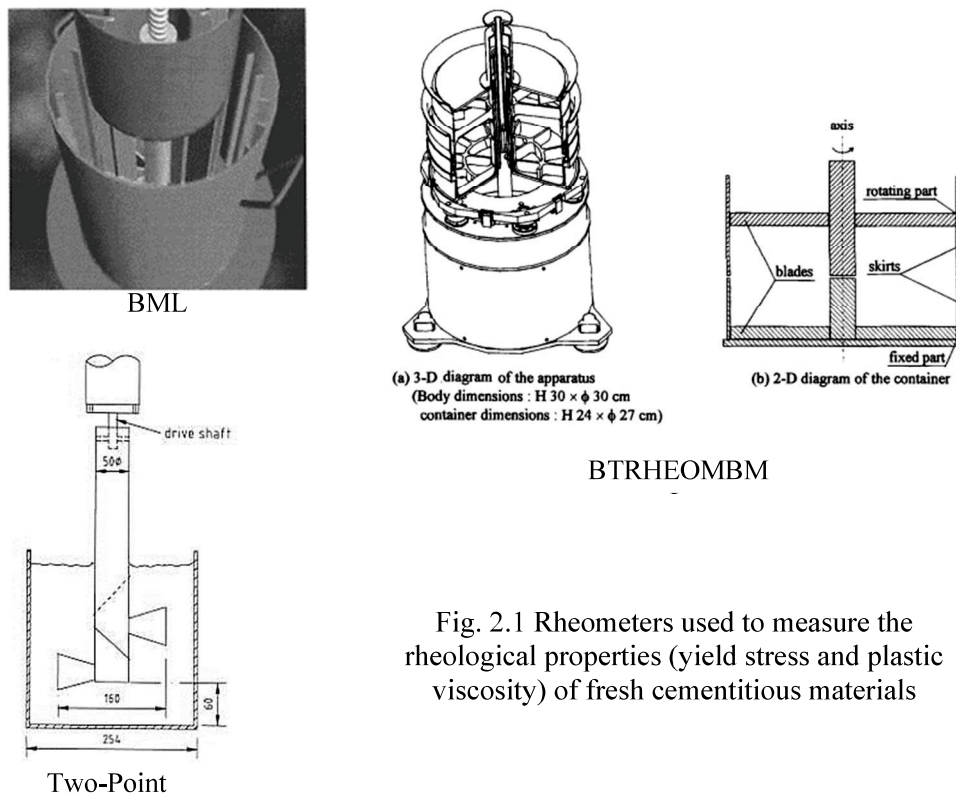 BML
(a) 3-D diagram of the apparatus
(Body dimensions : H 30 × ϕ 30 cm
container dimensions : H 24 × ϕ 27 cm)
axis
rotating part
blades
skirts
fixed part
(b) 2-D diagram of the container
BTRHEOMBM
drive shaft
50ϕ
160
60
254
Two-Point
Fig. 2.1 Rheometers used to measure the
rheological properties (yield stress and plastic
viscosity) of fresh cementitious materials